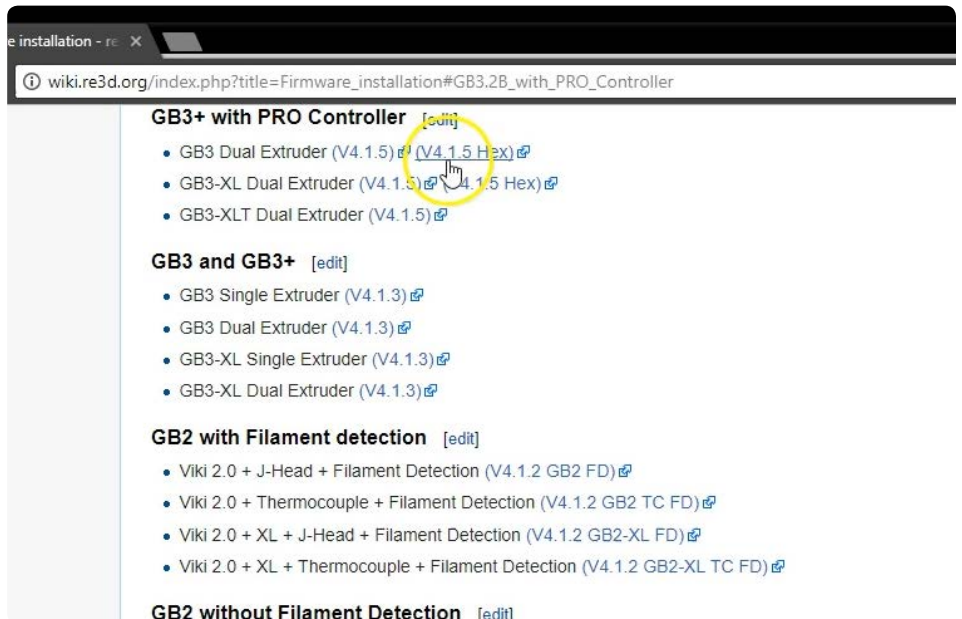 e installation - re
wiki.re3d.org/index.php?title=Firmware_installation#GB3.2B_with_PRO_Controller
GB3+ with PRO Controller [edit]
GB3 Dual Extruder (V4.1.5) (V4.1.5 Hex)
GB3-XL Dual Extruder (V4.1.5) (V4.1.5 Hex)
GB3-XLT Dual Extruder (V4.1.5)
GB3 and GB3+ [edit]
GB3 Single Extruder (V4.1.3)
GB3 Dual Extruder (V4.1.3)
GB3-XL Single Extruder (V4.1.3)
GB3-XL Dual Extruder (V4.1.3)
GB2 with Filament detection [edit]
Viki 2.0 + J-Head + Filament Detection (V4.1.2 GB2 FD)
Viki 2.0 + Thermocouple + Filament Detection (V4.1.2 GB2 TC FD)
Viki 2.0 + XL + J-Head + Filament Detection (V4.1.2 GB2-XL FD)
Viki 2.0 + XL + Thermocouple + Filament Detection (V4.1.2 GB2-XL TC FD)
GB2 without Filament Detection [edit]